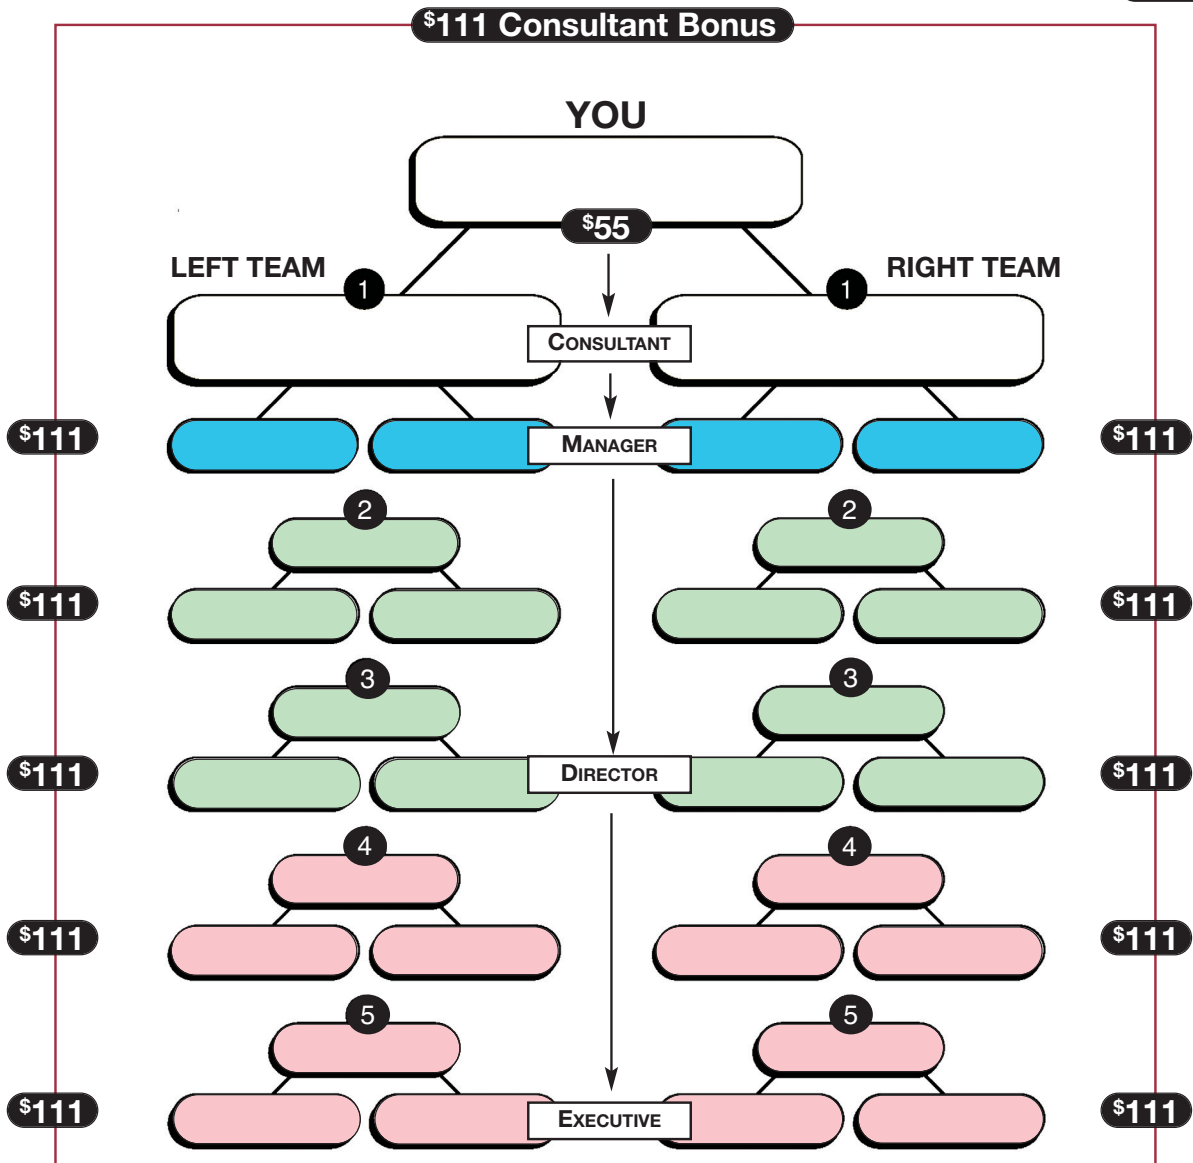 $111 Consultant Bonus
YOU
$55
LEFT TEAM
RIGHT TEAM
1
1
CONSULTANT
$111
MANAGER
$111
2
2
$111
$111
3
3
$111
DIRECTOR
$111
4
4
$111
$111
5
5
$111
EXECUTIVE
$111